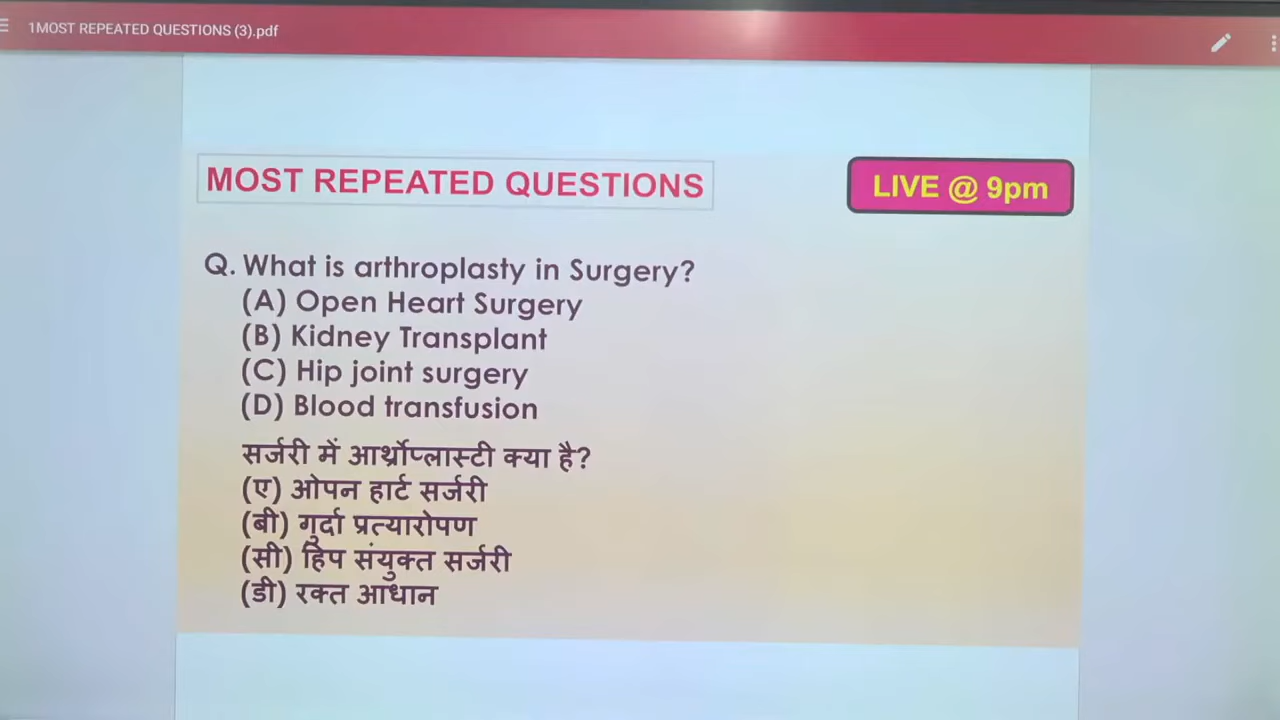 1MOST REPEATED QUESTIONS (3).pdf
MOST REPEATED QUESTIONS
LIVE @ 9pm
Q. What is arthroplasty in Surgery?
(A) Open Heart Surgery
(B) Kidney Transplant
(C) Hip joint surgery
(D) Blood transfusion
सर्जरी में आर्थ्रोप्लास्टी क्या है?
(ए) ओपन हार्ट सर्जरी
(बी) गुर्दा प्रत्यारोपण
(सी) हिप संयुक्त सर्जरी
(डी) रक्त आधान